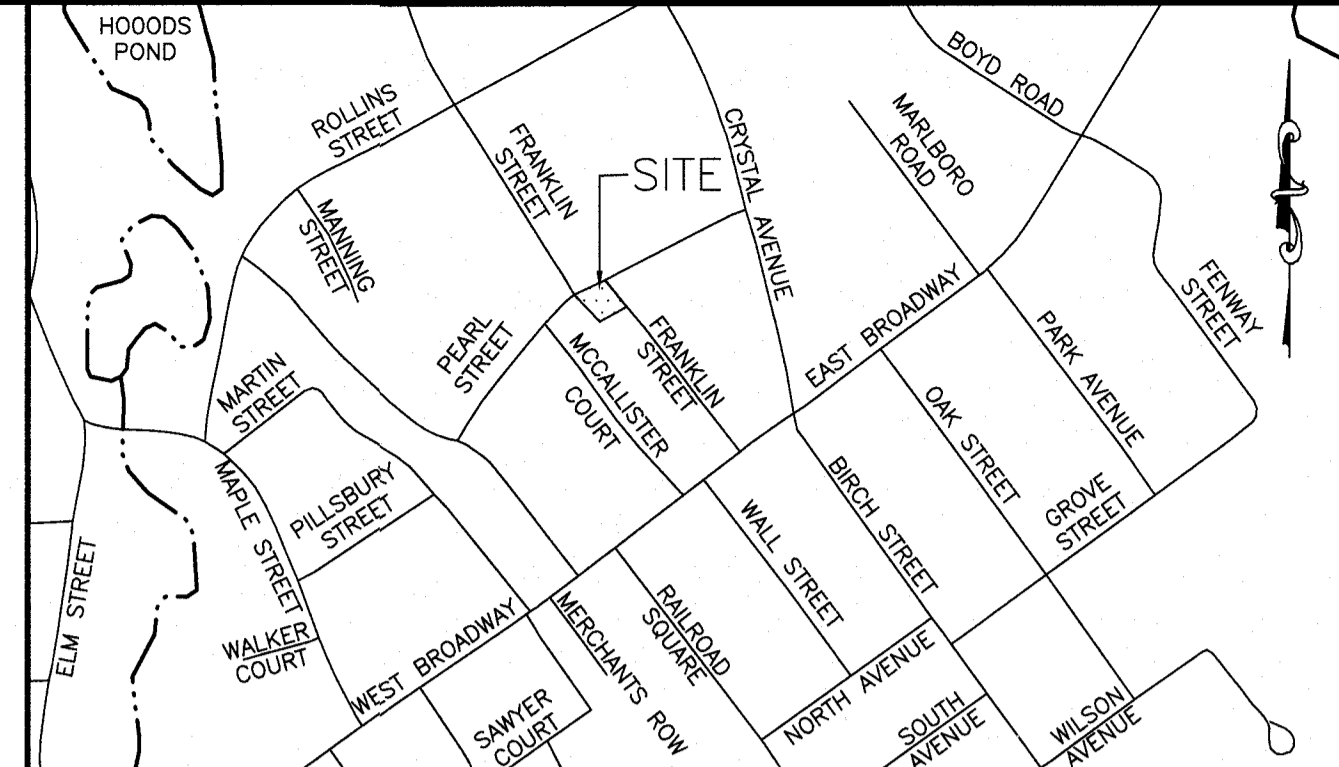 HOOODS
POND
BOYD ROAD
ROLLINS
STREET
FRANKLIN
STREET
CRYSTAL AVENUE
MARLBORO
ROAD
SITE
MANNING
STREET
FENWAY
STREET
PEARL
STREET
MCCALLISTER
COURT
FRANKLIN
STREET
EAST BROADWAY
PARK AVENUE
MARTIN
STREET
OAK STREET
MAPLE STREET
PILLSBURY
STREET
BIRCH STREET
GROVE
STREET
WALL STREET
ELM STREET
WALKER
COURT
WEST BROADWAY
MERCHANTS ROW
RAILROAD
SQUARE
NORTH AVENUE
SAWYER
COURT
SOUTH
AVENUE
WILSON
AVENUE